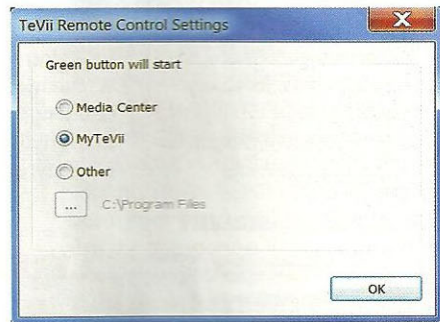 TeVii Remote Control Settings
Green button will start
Media Center
MyTeVii
Other
... C:\Program Files
OK